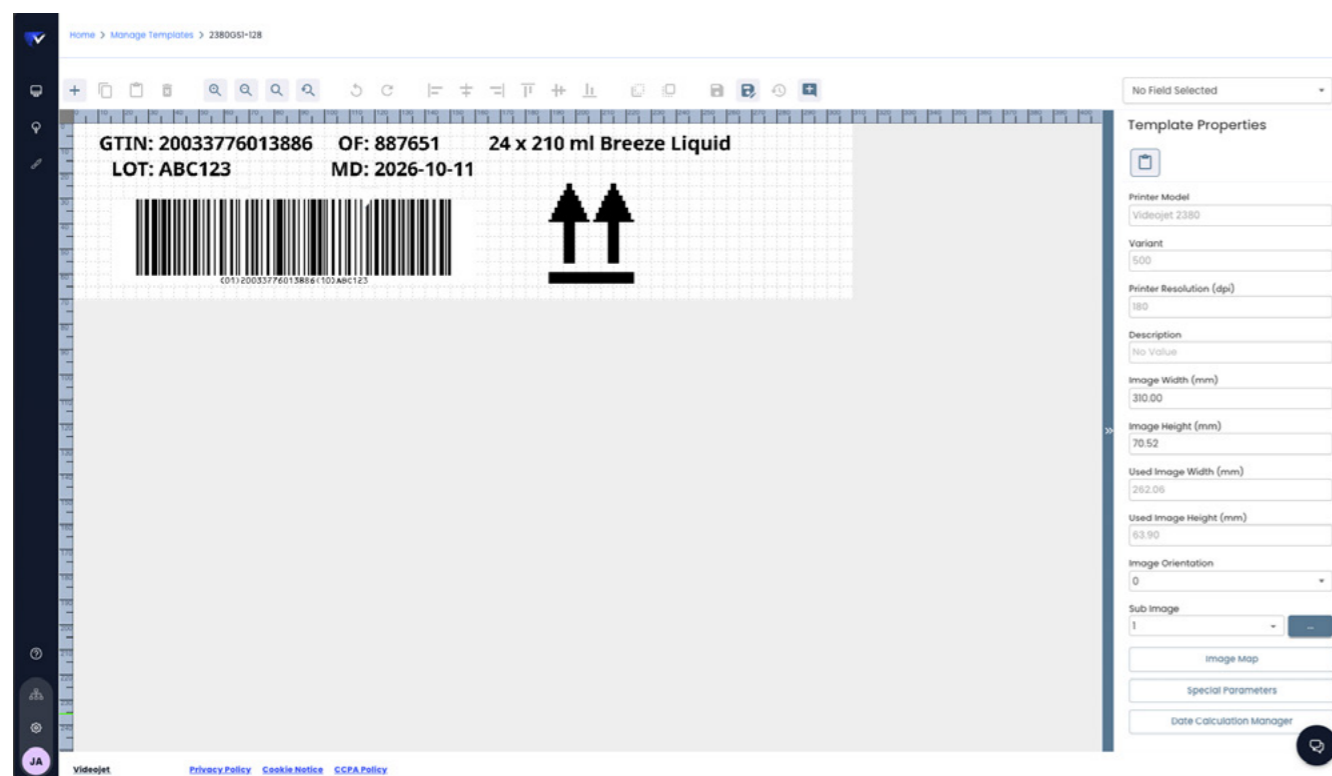 Home > Manage Templates > 2380GS1-128
No Field Selected
GTIN: 20033776013886 OF: 887651 24 x 210 ml Breeze Liquid
LOT: ABC123 MD: 2026-10-11
(01)20033776013886(10)ABC123
Template Properties
Printer Model
Videojet 2380
Variant
500
Printer Resolution (dpi)
180
Description
No Value
Image Width (mm)
310.00
Image Height (mm)
70.52
Used Image Width (mm)
262.06
Used Image Height (mm)
63.90
Image Orientation
0
Sub Image
1
...
Image Map
Special Parameters
Date Calculation Manager
JA
Videojet Privacy Policy Cookie Notice CCPA Policy